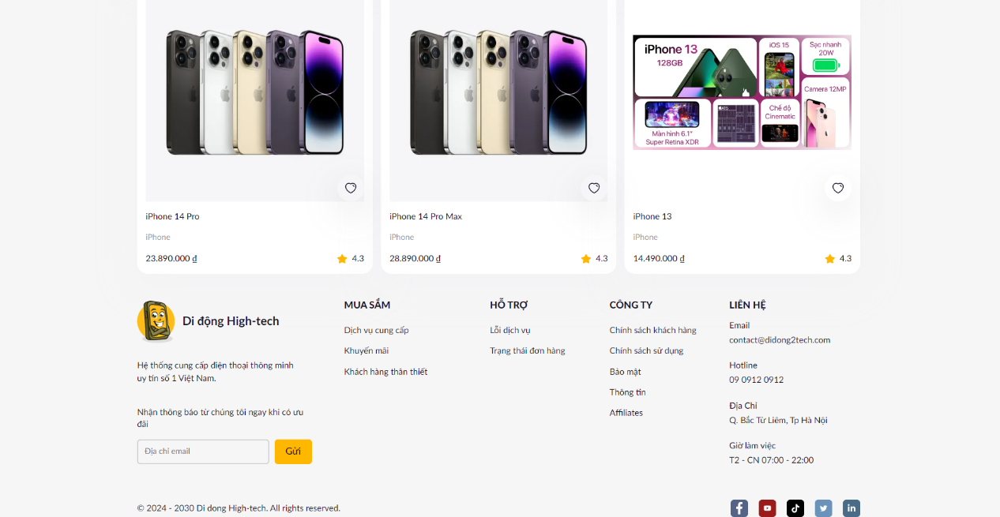 iPhone 13
128GB
iOS 15
Sạc nhanh
20W
Camera 12MP
Chế độ
Cinematic
Màn hình 6.1"
Super Retina XDR
iPhone 14 Pro
iPhone
23.890.000 ₫
4.3
iPhone 14 Pro Max
iPhone
28.890.000 ₫
4.3
iPhone 13
iPhone
14.490.000 ₫
4.3
Di động High-tech
Hệ thống cung cấp điện thoại thông minh
uy tín số 1 Việt Nam.
Nhận thông báo từ chúng tôi ngay khi có ưu
đãi
Địa chỉ email
Gửi
MUA SẮM
Dịch vụ cung cấp
Khuyến mãi
Khách hàng thân thiết
HỖ TRỢ
Lỗi dịch vụ
Trạng thái đơn hàng
CÔNG TY
Chính sách khách hàng
Chính sách sử dụng
Bảo mật
Thông tin
Affiliates
LIÊN HỆ
Email
contact@didong2tech.com
Hotline
09 0912 0912
Địa Chỉ
Q. Bắc Từ Liêm, Tp Hà Nội
Giờ làm việc
T2 - CN 07:00 - 22:00
© 2024 - 2030 Di dong High-tech. All rights reserved.